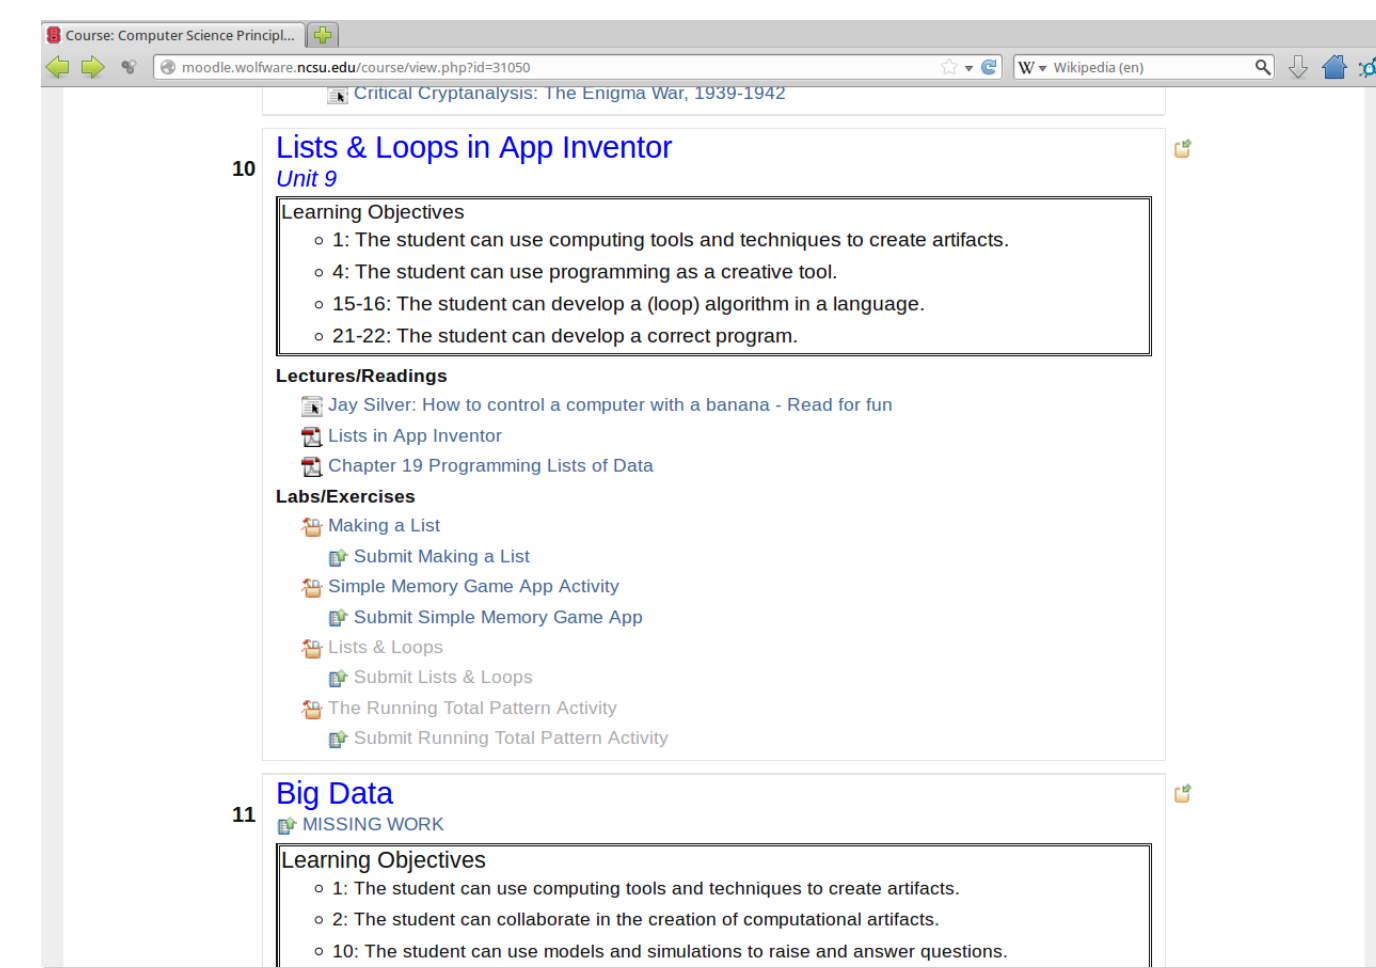 Course: Computer Science Principl...
moodle.wolfware.ncsu.edu/course/view.php?id=31050
Wikipedia (en)
Critical Cryptanalysis: The Enigma War, 1939-1942
10
Lists & Loops in App Inventor
Unit 9
Learning Objectives
1: The student can use computing tools and techniques to create artifacts.
4: The student can use programming as a creative tool.
15-16: The student can develop a (loop) algorithm in a language.
21-22: The student can develop a correct program.
Lectures/Readings
Jay Silver: How to control a computer with a banana - Read for fun
Lists in App Inventor
Chapter 19 Programming Lists of Data
Labs/Exercises
Making a List
Submit Making a List
Simple Memory Game App Activity
Submit Simple Memory Game App
Lists & Loops
Submit Lists & Loops
The Running Total Pattern Activity
Submit Running Total Pattern Activity
11
Big Data
MISSING WORK
Learning Objectives
1: The student can use computing tools and techniques to create artifacts.
2: The student can collaborate in the creation of computational artifacts.
10: The student can use models and simulations to raise and answer questions.